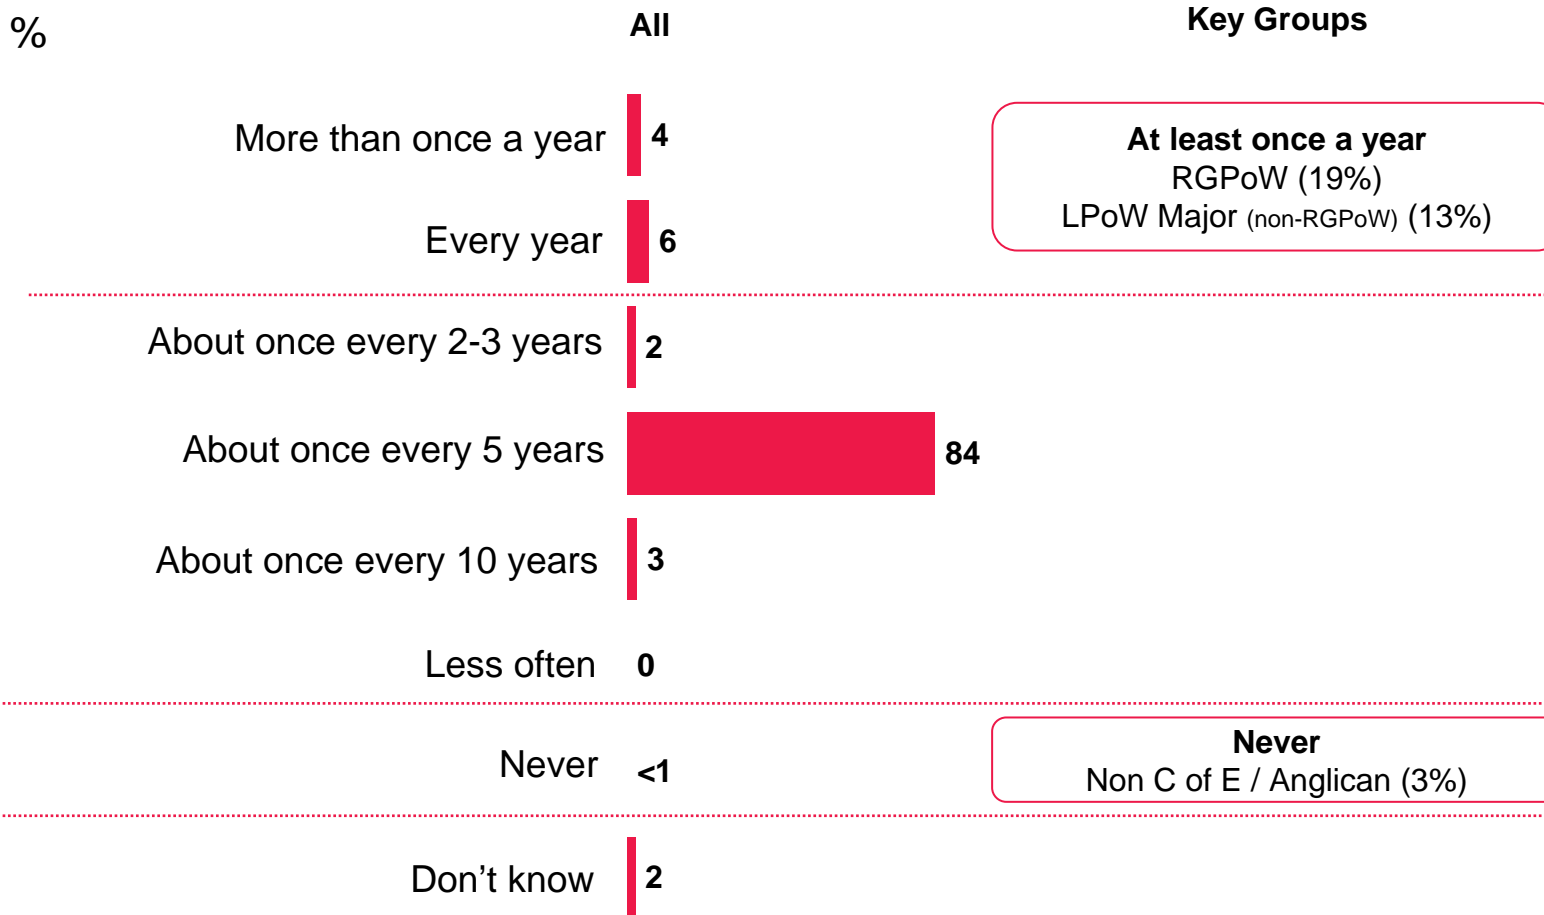 %
All
Key Groups
More than once a year 4
At least once a year
RGPoW (19%)
LPoW Major (non-RGPoW) (13%)
Every year 6
About once every 2-3 years 2
About once every 5 years 84
About once every 10 years 3
Less often 0
Never <1
Never
Non C of E / Anglican (3%)
Don’t know 2